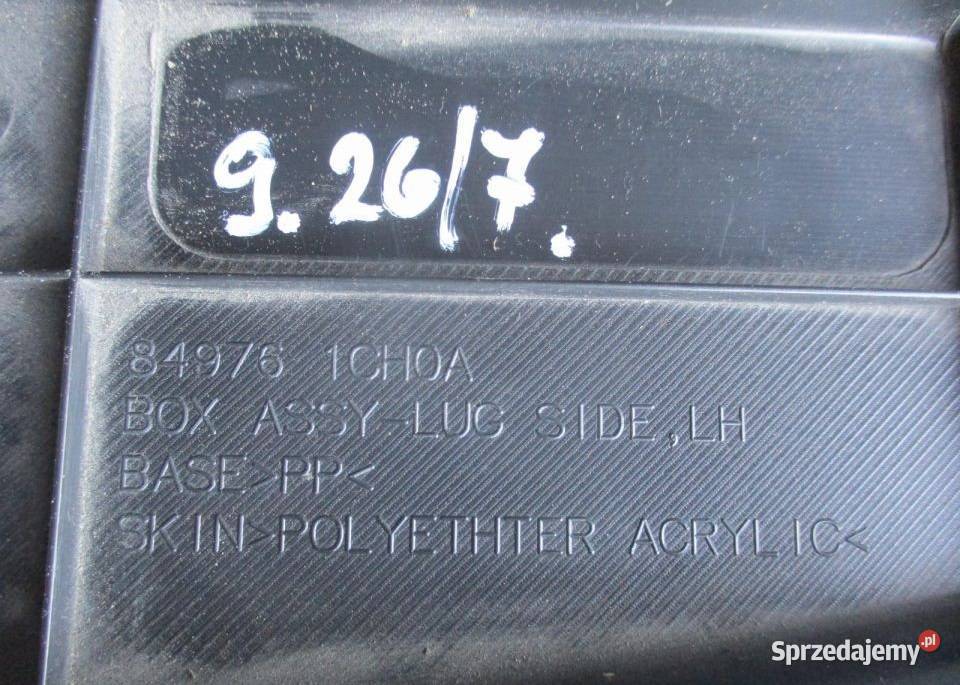 9. 26/7.
84976 1CH0A
BOX ASSY-LUG SIDE,LH
BASE>PP<
SKIN>POLYETHTER ACRYLIC<
Sprzedajemy.pl